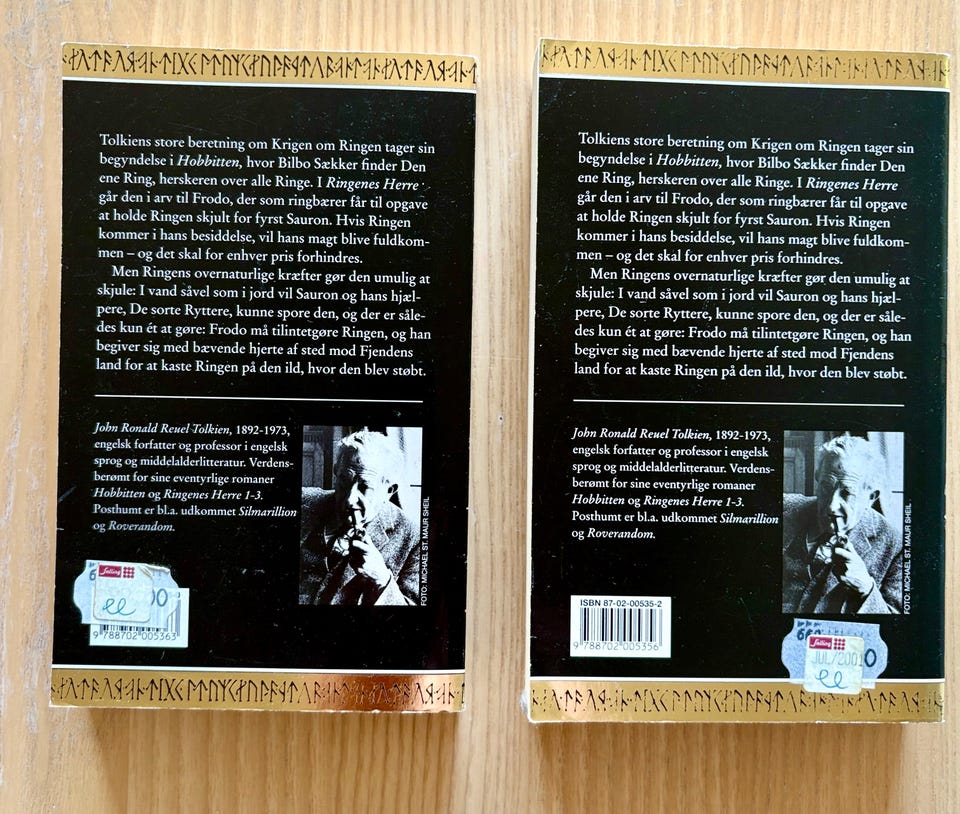 Tolkiens store beretning om Krigen om Ringen tager sin
begyndelse i Hobbitten, hvor Bilbo Sækker finder Den
ene Ring, herskeren over alle Ringe. I Ringenes Herre
går den i arv til Frodo, der som ringbærer får til opgave
at holde Ringen skjult for fyrst Sauron. Hvis Ringen
kommer i hans besiddelse, vil hans magt blive fuldkom-
men – og det skal for enhver pris forhindres.
Men Ringens overnaturlige kræfter gør den umulig at
skjule: I vand såvel som i jord vil Sauron og hans hjæl-
pere, De sorte Ryttere, kunne spore den, og der er såle-
des kun ét at gøre: Frodo må tilintetgøre Ringen, og han
begiver sig med bævende hjerte af sted mod Fjendens
land for at kaste Ringen på den ild, hvor den blev støbt.
John Ronald Reuel Tolkien, 1892-1973,
engelsk forfatter og professor i engelsk
sprog og middelalderlitteratur. Verdens-
berømt for sine eventyrlige romaner
Hobbitten og Ringenes Herre 1-3.
Posthumt er bl.a. udkommet Silmarillion
og Roverandom.
FOTO: MICHAEL ST. MAUR SHEIL
Salling
ee
9 788702 005363
Tolkiens store beretning om Krigen om Ringen tager sin
begyndelse i Hobbitten, hvor Bilbo Sækker finder Den
ene Ring, herskeren over alle Ringe. I Ringenes Herre
går den i arv til Frodo, der som ringbærer får til opgave
at holde Ringen skjult for fyrst Sauron. Hvis Ringen
kommer i hans besiddelse, vil hans magt blive fuldkom-
men – og det skal for enhver pris forhindres.
Men Ringens overnaturlige kræfter gør den umulig at
skjule: I vand såvel som i jord vil Sauron og hans hjæl-
pere, De sorte Ryttere, kunne spore den, og der er såle-
des kun ét at gøre: Frodo må tilintetgøre Ringen, og han
begiver sig med bævende hjerte af sted mod Fjendens
land for at kaste Ringen på den ild, hvor den blev støbt.
John Ronald Reuel Tolkien, 1892-1973,
engelsk forfatter og professor i engelsk
sprog og middelalderlitteratur. Verdens-
berømt for sine eventyrlige romaner
Hobbitten og Ringenes Herre 1-3.
Posthumt er bl.a. udkommet Silmarillion
og Roverandom.
FOTO: MICHAEL ST. MAUR SHEIL
ISBN 87-02-00535-2
9 788702 005356
Salling
JUL/2001
ee